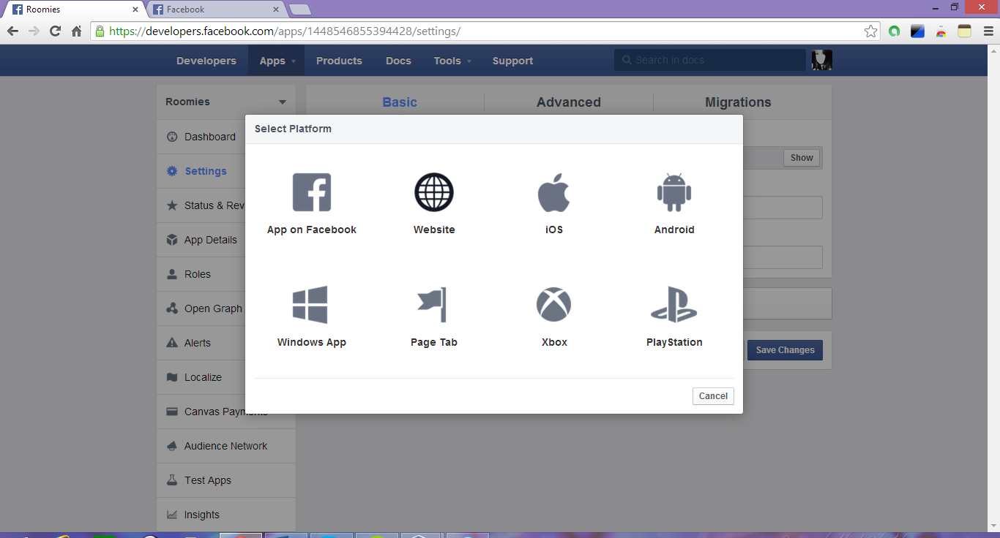 Roomies
Facebook
https://developers.facebook.com/apps/1448546855394428/settings/
Developers Apps Products Docs Tools Support Search in docs
Roomies
Basic Advanced Migrations
Select Platform
Dashboard
Show
Settings
App on Facebook Website iOS Android
Status & Rev
App Details
Roles
Open Graph
Windows App Page Tab Xbox PlayStation
Alerts
Save Changes
Localize
Cancel
Canvas Payments
Audience Network
Test Apps
Insights